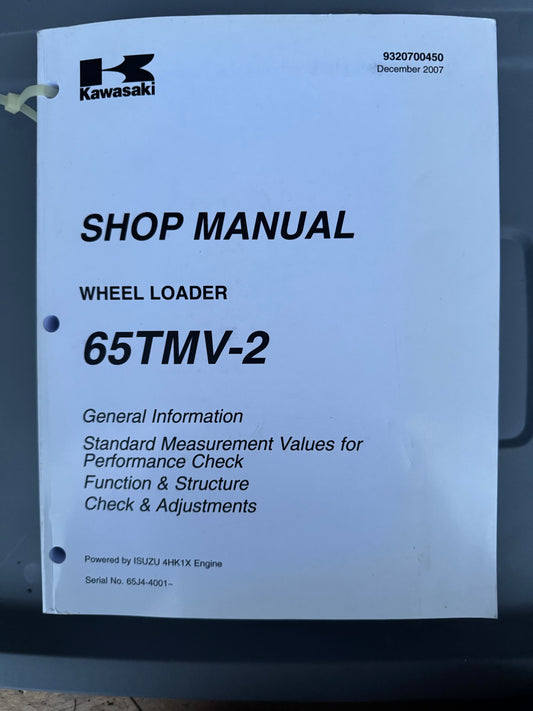 9320700450
December 2007
Kawasaki
SHOP MANUAL
WHEEL LOADER
65TMV-2
General Information
Standard Measurement Values for
Performance Check
Function & Structure
Check & Adjustments
Powered by ISUZU 4HK1X Engine
Serial No. 65J4-4001~